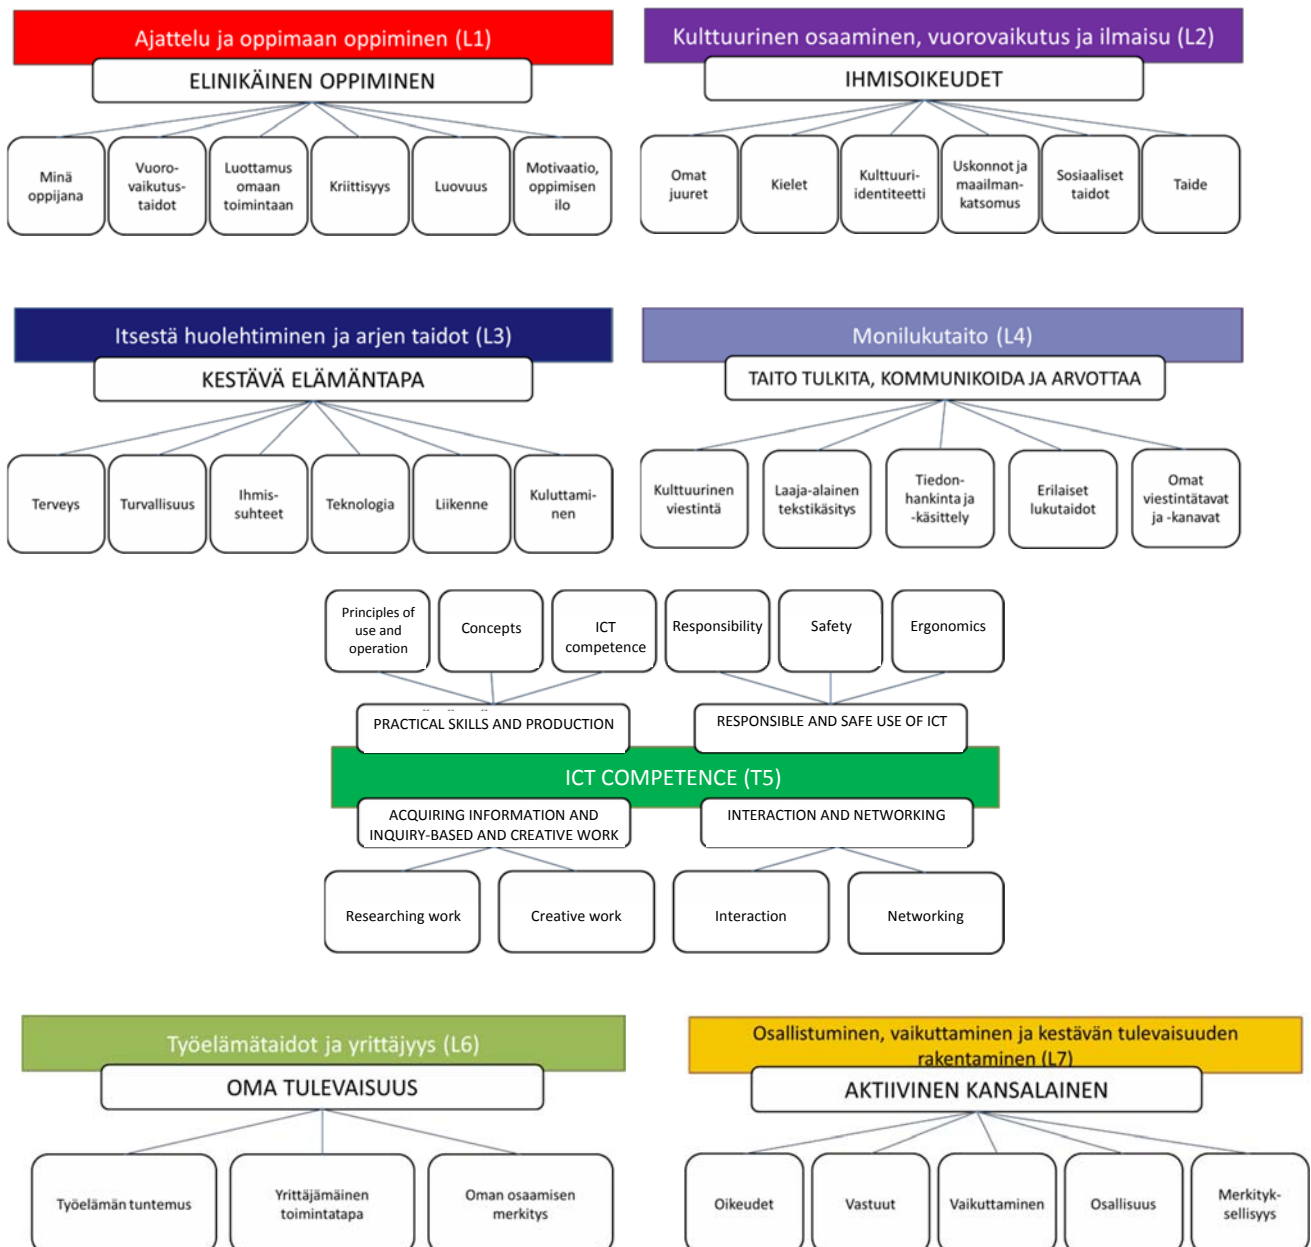 Ajattelu ja oppimaan oppiminen (L1)
ELINIKÄINEN OPPIMINEN
Minä
oppijana
Vuoro-
vaikutus-
taidot
Luottamus
omaan
toimintaan
Kriittisyys
Luovuus
Motivaatio,
oppimisen
ilo
Kulttuurinen osaaminen, vuorovaikutus ja ilmaisu (L2)
IHMISOIKEUDET
Omat
juuret
Kielet
Kulttuuri-
identiteetti
Uskonnot ja
maailman-
katsomus
Sosiaaliset
taidot
Taide
Itsestä huolehtiminen ja arjen taidot (L3)
KESTÄVÄ ELÄMÄNTAPA
Terveys
Turvallisuus
Ihmis-
suhteet
Teknologia
Liikenne
Kuluttami-
nen
Monilukutaito (L4)
TAITO TULKITA, KOMMUNIKOIDA JA ARVOTTAA
Kulttuurinen
viestintä
Laaja-alainen
tekstikäsitys
Tiedon-
hankinta ja
-käsittely
Erilaiset
lukutaidot
Omat
viestintätavat
ja -kanavat
Principles of
use and
operation
Concepts
ICT
competence
Responsibility
Safety
Ergonomics
PRACTICAL SKILLS AND PRODUCTION
RESPONSIBLE AND SAFE USE OF ICT
ICT COMPETENCE (T5)
ACQUIRING INFORMATION AND
INQUIRY-BASED AND CREATIVE WORK
INTERACTION AND NETWORKING
Researching work
Creative work
Interaction
Networking
Työelämätaidot ja yrittäjyys (L6)
OMA TULEVAISUUS
Työelämän tuntemus
Yrittäjämäinen
toimintatapa
Oman osaamisen
merkitys
Osallistuminen, vaikuttaminen ja kestävän tulevaisuuden
rakentaminen (L7)
AKTIIVINEN KANSALAINEN
Oikeudet
Vastuut
Vaikuttaminen
Osallisuus
Merkityk-
sellisyys